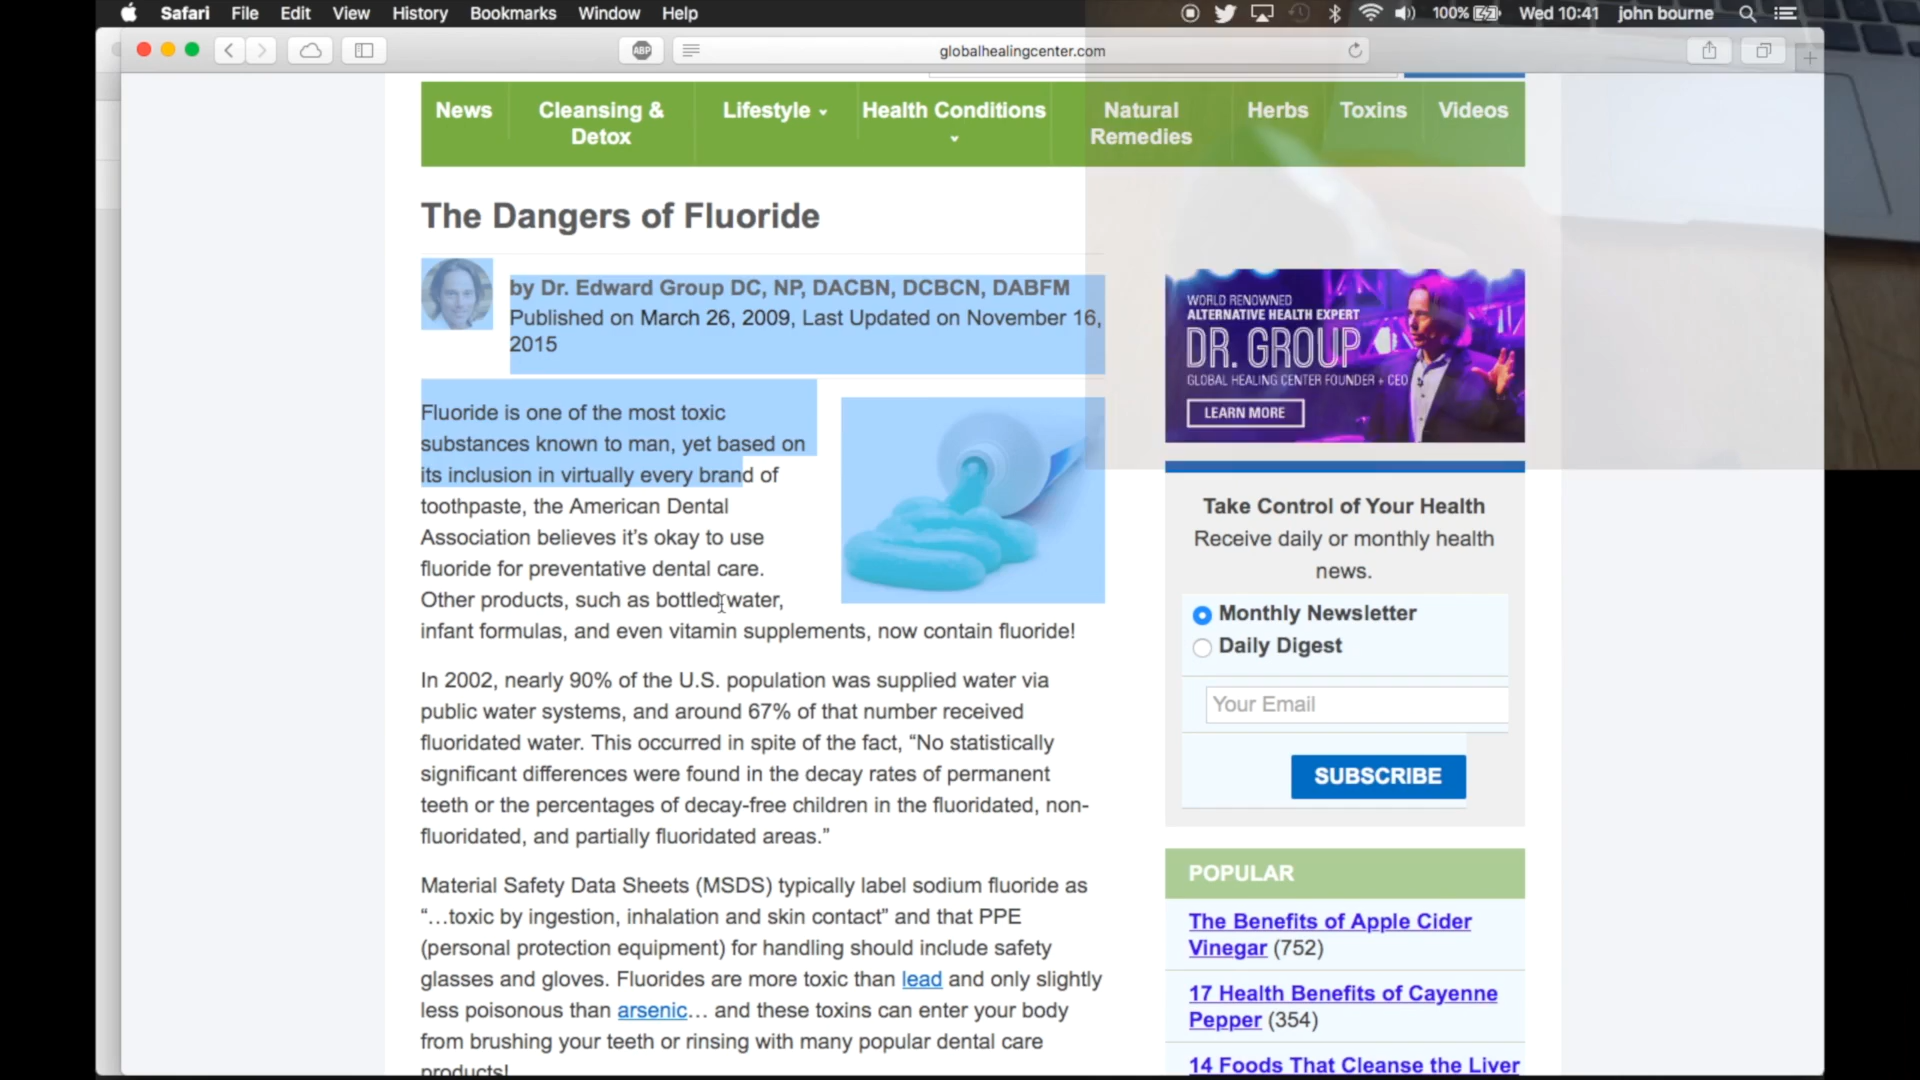 Safari File Edit View History Bookmarks Window Help 100% Wed 10:41 john bourne
ABP globalhealingcenter.com
News Cleansing & Detox Lifestyle Health Conditions Natural Remedies Herbs Toxins Videos
The Dangers of Fluoride
by Dr. Edward Group DC, NP, DACBN, DCBCN, DABFM
Published on March 26, 2009, Last Updated on November 16,
2015
Fluoride is one of the most toxic
substances known to man, yet based on
its inclusion in virtually every brand of
toothpaste, the American Dental
Association believes it's okay to use
fluoride for preventative dental care.
Other products, such as bottled water,
infant formulas, and even vitamin supplements, now contain fluoride!
In 2002, nearly 90% of the U.S. population was supplied water via
public water systems, and around 67% of that number received
fluoridated water. This occurred in spite of the fact, “No statistically
significant differences were found in the decay rates of permanent
teeth or the percentages of decay-free children in the fluoridated, non-
fluoridated, and partially fluoridated areas.”
Material Safety Data Sheets (MSDS) typically label sodium fluoride as
“…toxic by ingestion, inhalation and skin contact” and that PPE
(personal protection equipment) for handling should include safety
glasses and gloves. Fluorides are more toxic than lead and only slightly
less poisonous than arsenic… and these toxins can enter your body
from brushing your teeth or rinsing with many popular dental care
products!
WORLD RENOWNED
ALTERNATIVE HEALTH EXPERT
DR. GROUP
GLOBAL HEALING CENTER FOUNDER + CEO
LEARN MORE
Take Control of Your Health
Receive daily or monthly health
news.
Monthly Newsletter
Daily Digest
Your Email
SUBSCRIBE
POPULAR
The Benefits of Apple Cider
Vinegar (752)
17 Health Benefits of Cayenne
Pepper (354)
14 Foods That Cleanse the Liver